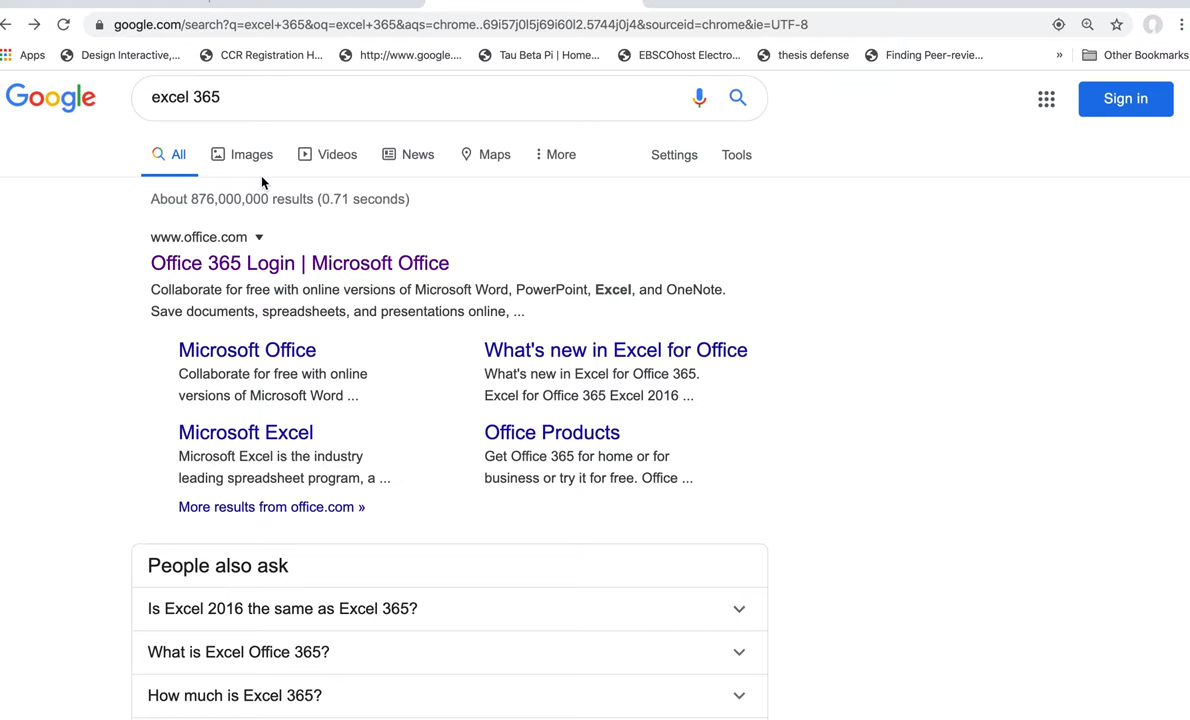 google.com/search?q=excel+365&oq=excel+365&aqs=chrome..69i57j0l5j69i60l2.5744j0j4&sourceid=chrome&ie=UTF-8
Apps Design Interactive,... CCR Registration H... http://www.google.... Tau Beta Pi | Home... EBSCOhost Electro... thesis defense Finding Peer-revie... » Other Bookmarks
Google excel 365 Sign in
All Images Videos News Maps More Settings Tools
About 876,000,000 results (0.71 seconds)
www.office.com
Office 365 Login | Microsoft Office
Collaborate for free with online versions of Microsoft Word, PowerPoint, Excel, and OneNote.
Save documents, spreadsheets, and presentations online, ...
Microsoft Office
Collaborate for free with online
versions of Microsoft Word ...
What's new in Excel for Office
What's new in Excel for Office 365.
Excel for Office 365 Excel 2016 ...
Microsoft Excel
Microsoft Excel is the industry
leading spreadsheet program, a ...
Office Products
Get Office 365 for home or for
business or try it for free. Office ...
More results from office.com »
People also ask
Is Excel 2016 the same as Excel 365?
What is Excel Office 365?
How much is Excel 365?